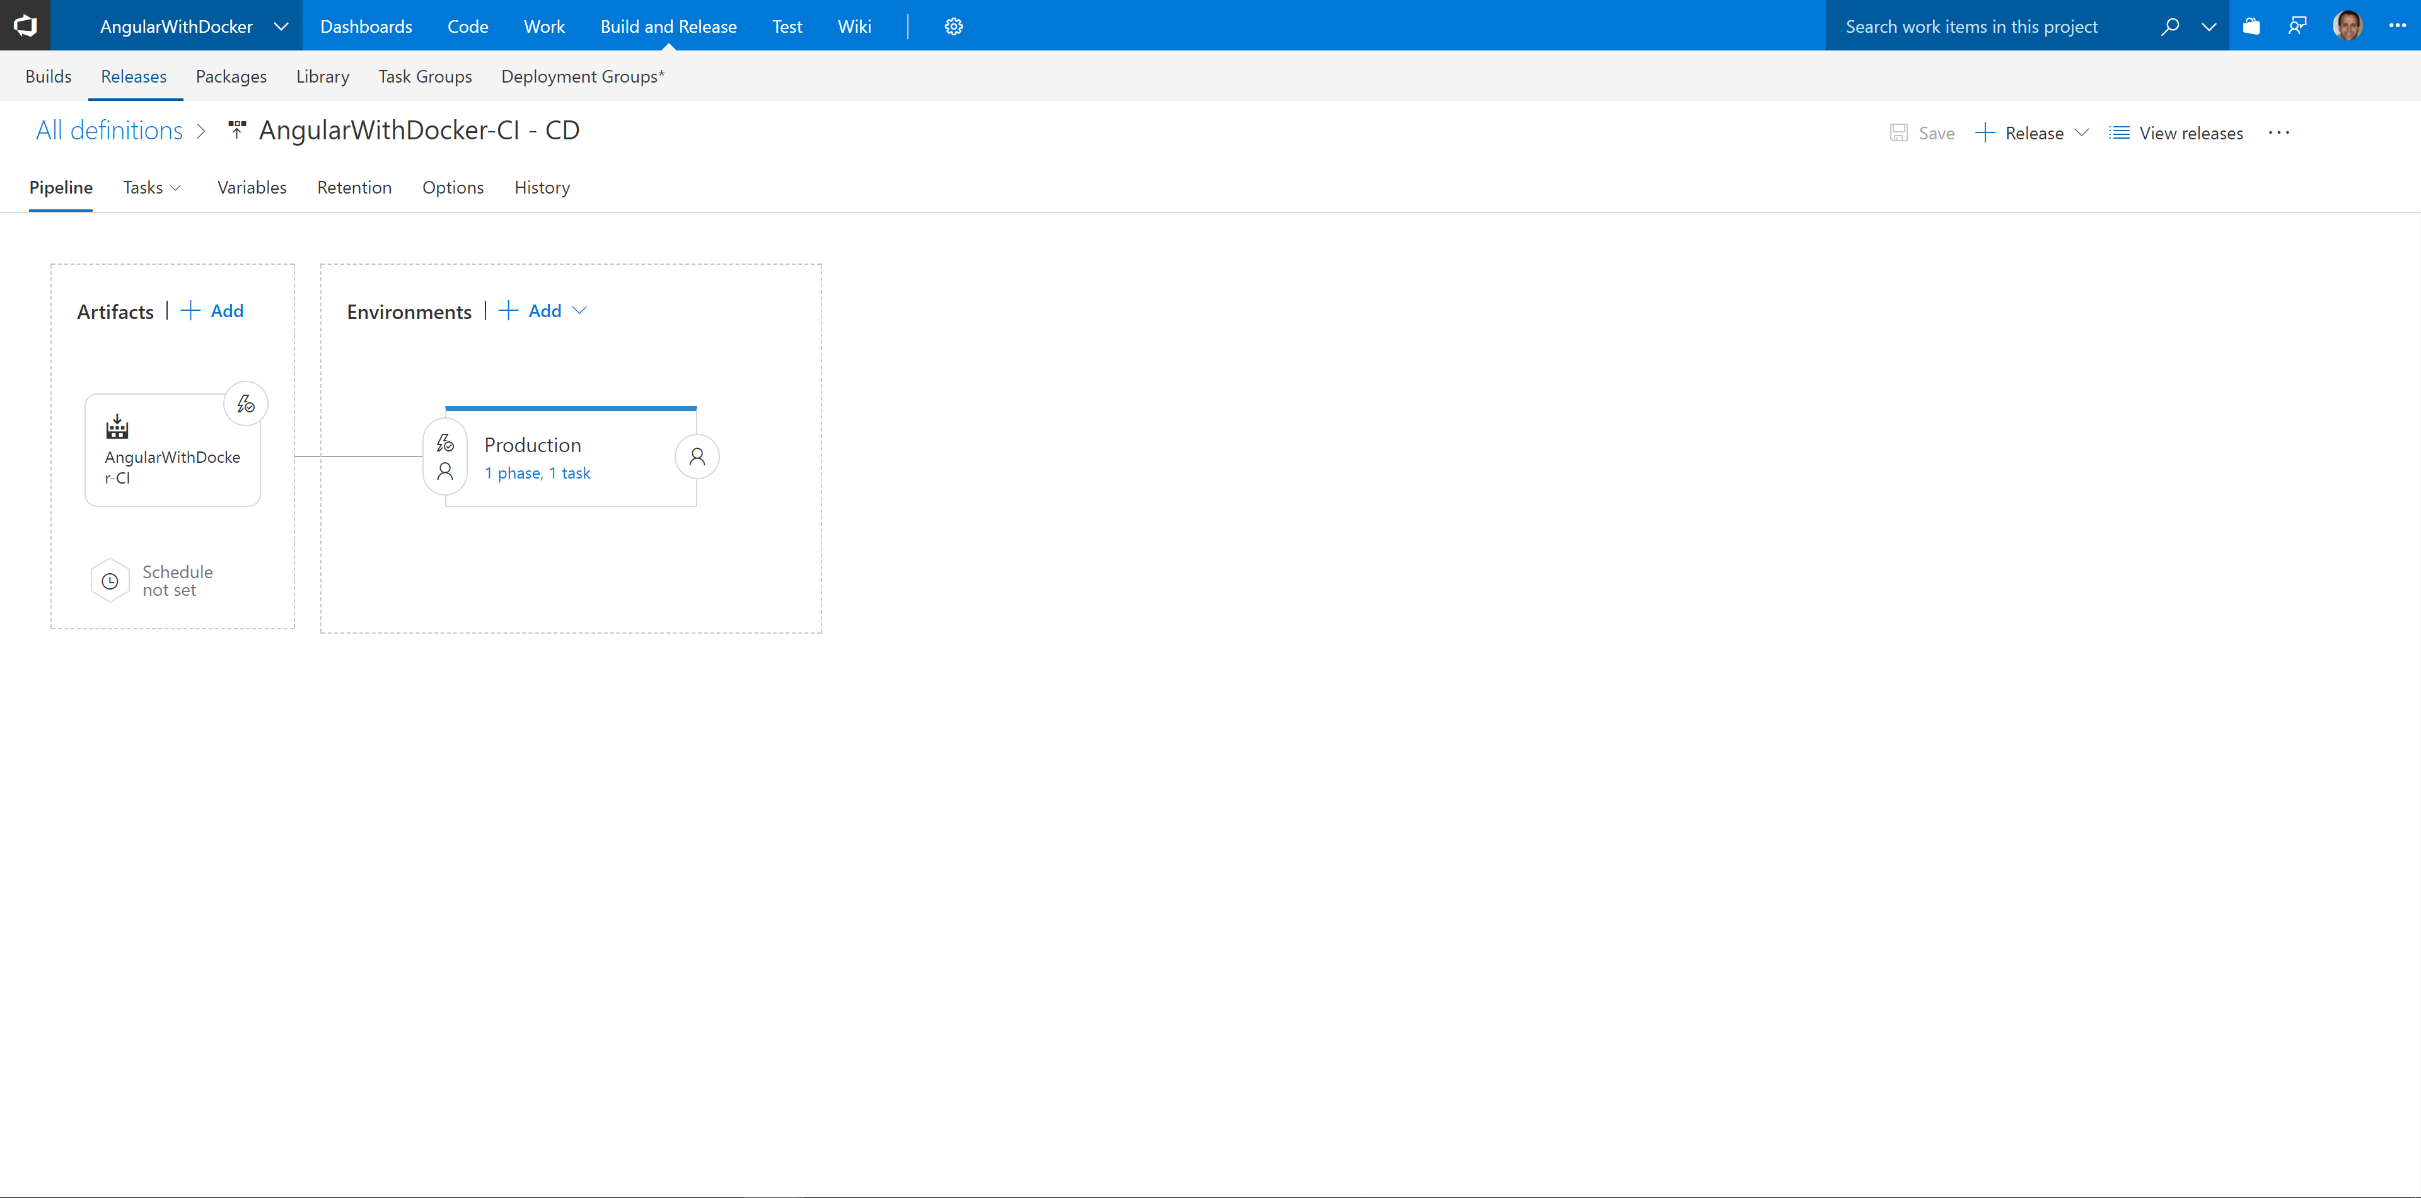 AngularWithDocker Dashboards Code Work Build and Release Test Wiki Search work items in this project
Builds Releases Packages Library Task Groups Deployment Groups*
All definitions AngularWithDocker-CI - CD Save Release View releases
Pipeline Tasks Variables Retention Options History
Artifacts Add
Environments Add
AngularWithDocke
r-CI
Production
1 phase, 1 task
Schedule
not set